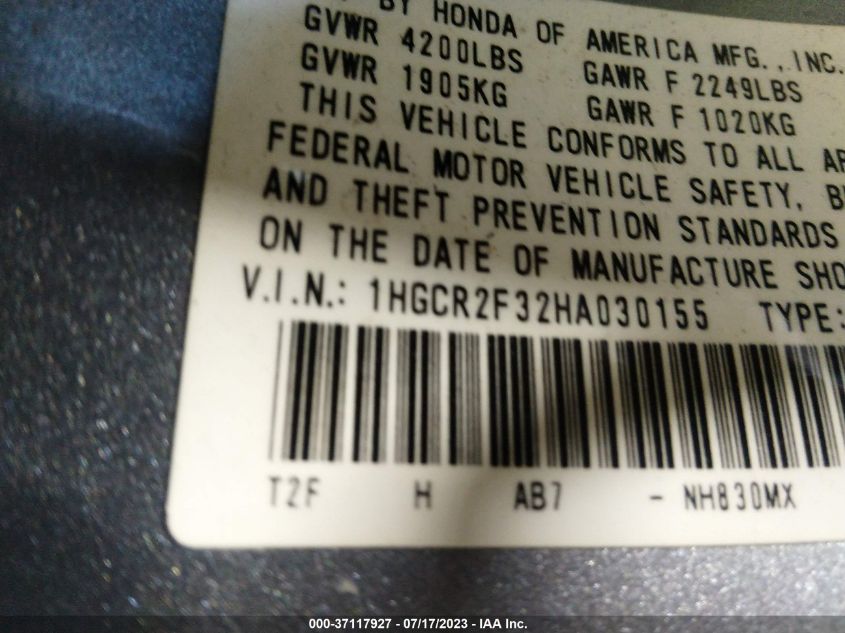 BY HONDA OF AMERICA MFG., INC.
GVWR 4200LBS GAWR F 2249LBS
GVWR 1905KG GAWR F 1020KG
THIS VEHICLE CONFORMS TO ALL AP
FEDERAL MOTOR VEHICLE SAFETY, B
AND THEFT PREVENTION STANDARDS
ON THE DATE OF MANUFACTURE SHO
V.I.N.: 1HGCR2F32HA030155 TYPE:
T2F H AB7 - NH830MX
000-37117927 - 07/17/2023 - IAA Inc.